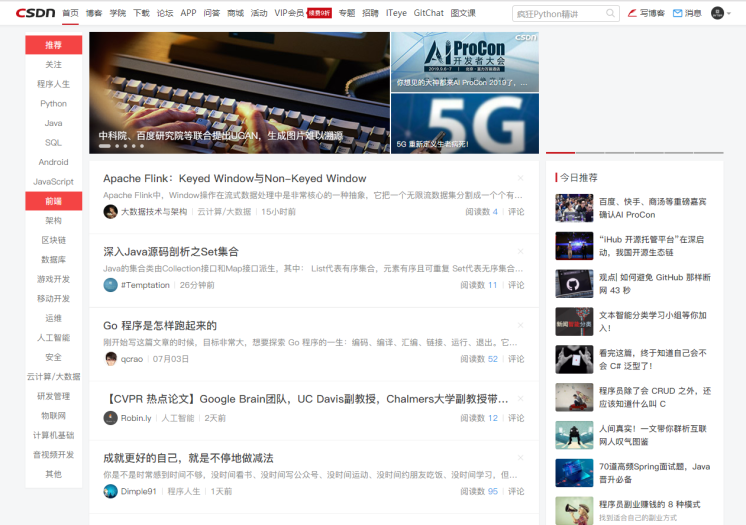 CSDN 首页 博客 学院 下载 论坛 APP 问答 商城 活动 VIP会员 续费9折 专题 招聘 ITeye GitChat 图文课 疯狂Python精讲 写博客 消息
推荐
关注
程序人生
Python
Java
SQL
Android
JavaScript
前端
架构
区块链
数据库
游戏开发
移动开发
运维
人工智能
安全
云计算/大数据
研发管理
物联网
计算机基础
音视频开发
其他
中科院、百度研究院等联合提出UGAN,生成图片难以溯源
CSDN
AI ProCon
开发者大会
2019.9.6-7
你想见的大神都来AI ProCon 2019了,...
5G
5G 重新定义生老病死!
Apache Flink:Keyed Window与Non-Keyed Window
Apache Flink中,Window操作在流式数据处理中是非常核心的一种抽象,它把一个无限流数据集分割成一个个有...
大数据技术与架构 云计算/大数据 15小时前 阅读数 4 评论
深入Java源码剖析之Set集合
Java的集合类由Collection接口和Map接口派生,其中: List代表有序集合,元素有序且可重复 Set代表无序集合...
#Temptation 26分钟前 阅读数 11 评论
Go 程序是怎样跑起来的
刚开始写这篇文章的时候,目标非常大,想要探索 Go 程序的一生:编码、编译、汇编、链接、运行、退出。它...
qcrao 07月03日 阅读数 52 评论
【CVPR 热点论文】Google Brain团队,UC Davis副教授,Chalmers大学副教授带...
Robin.ly 人工智能 2天前 阅读数 12 评论
成就更好的自己,就是不停地做减法
你是不是时常感到时间不够,没时间看书、没时间写公众号、没时间运动、没时间约朋友吃饭、没时间学习,但...
Dimple91 程序人生 1天前 阅读数 95 评论
今日推荐
百度、快手、商汤等重磅嘉宾
确认AI ProCon
“iHub 开源托管平台”在深启
动,我国开源生态链
观点| 如何避免 GitHub 那样断
网 43 秒
新闻智能分类
文本智能分类学习小组等你加
入!
看完这篇,终于知道自己会不
会 C# 泛型了!
程序员除了会 CRUD 之外,还
应该知道什么叫 C
人间真实!一文带你群析互联
网人叹气图鉴
70道高频Spring面试题,Java
晋升必备
程序员副业赚钱的 8 种模式
找到适合自己的副业方式